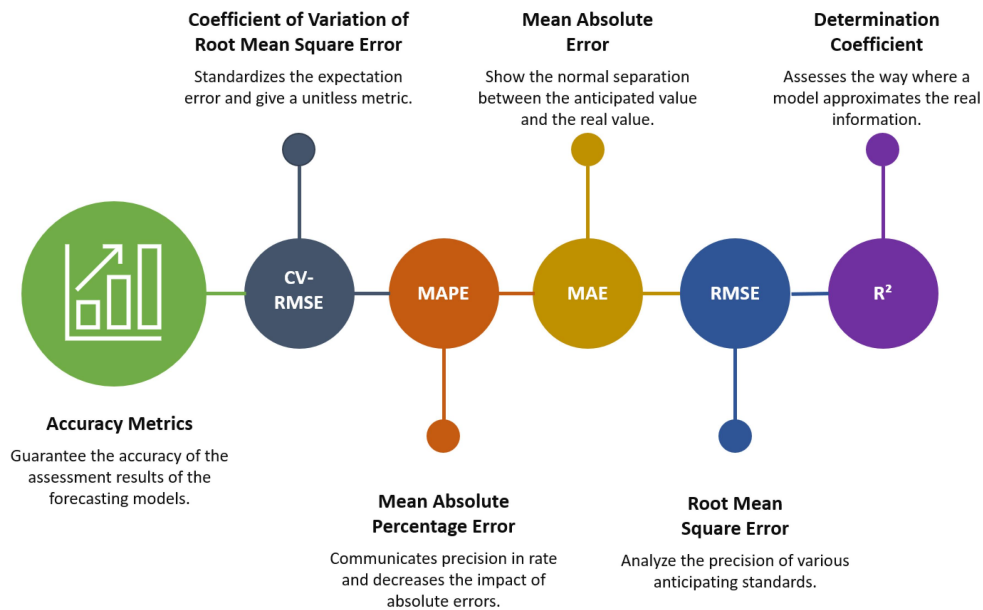 Coefficient of Variation of
Root Mean Square Error
Standardizes the expectation
error and give a unitless metric.
Mean Absolute
Error
Show the normal separation
between the anticipated value
and the real value.
Determination
Coefficient
Assesses the way where a
model approximates the real
information.
CV-
RMSE
MAPE
MAE
RMSE
R²
Accuracy Metrics
Guarantee the accuracy of the
assessment results of the
forecasting models.
Mean Absolute
Percentage Error
Communicates precision in rate
and decreases the impact of
absolute errors.
Root Mean
Square Error
Analyze the precision of various
anticipating standards.